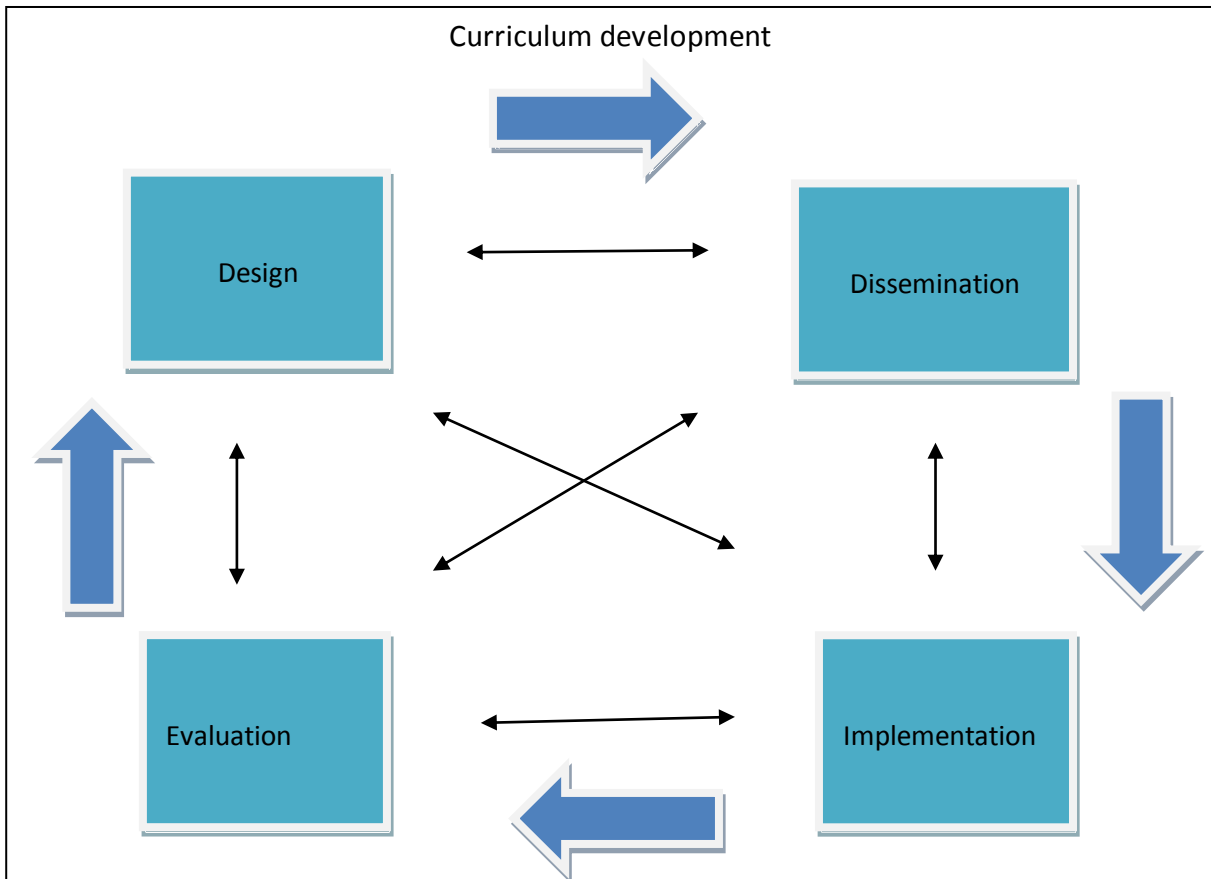 Curriculum development
Design
Dissemination
Evaluation
Implementation